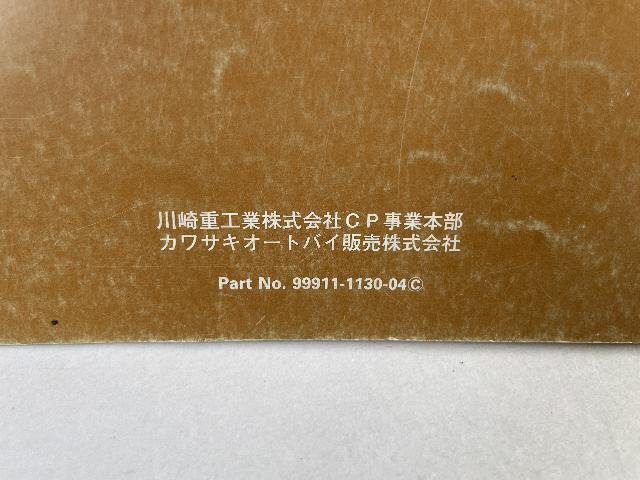 川崎重工業株式会社ＣＰ事業本部
カワサキオートバイ販売株式会社
Part No. 99911-1130-04Ⓒ